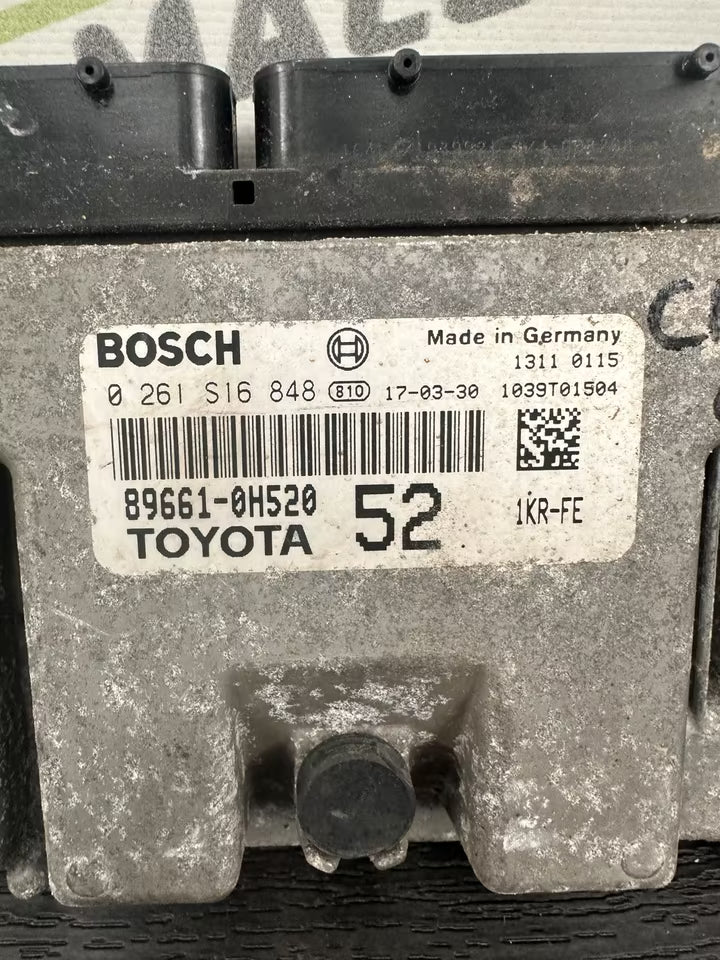 BOSCH
Made in Germany
1311 0115
0 261 S16 848 810 17-03-30 1039T01504
89661-0H520 52 1KR-FE
TOYOTA